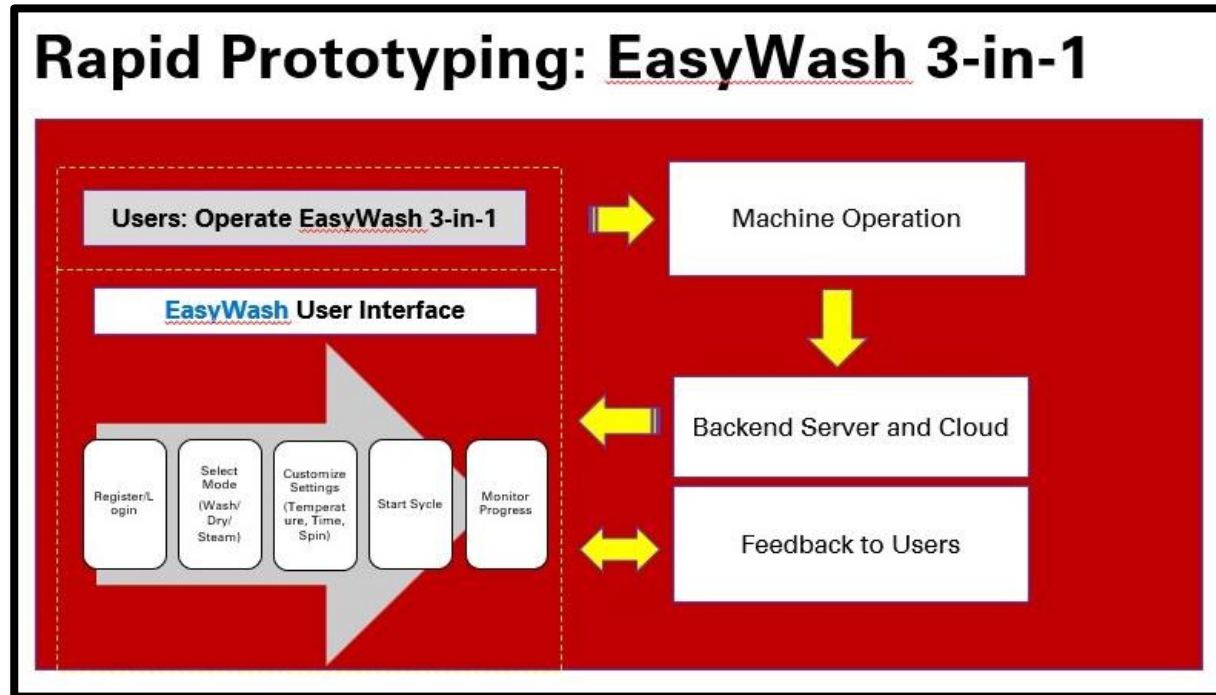 Rapid Prototyping: EasyWash 3-in-1
Users: Operate EasyWash 3-in-1
Machine Operation
EasyWash User Interface
Register/L
ogin
Select
Mode
(Wash/
Dry/
Steam)
Customize
Settings
(Temperat
ure, Time,
Spin)
Start Sycle
Monitor
Progress
Backend Server and Cloud
Feedback to Users